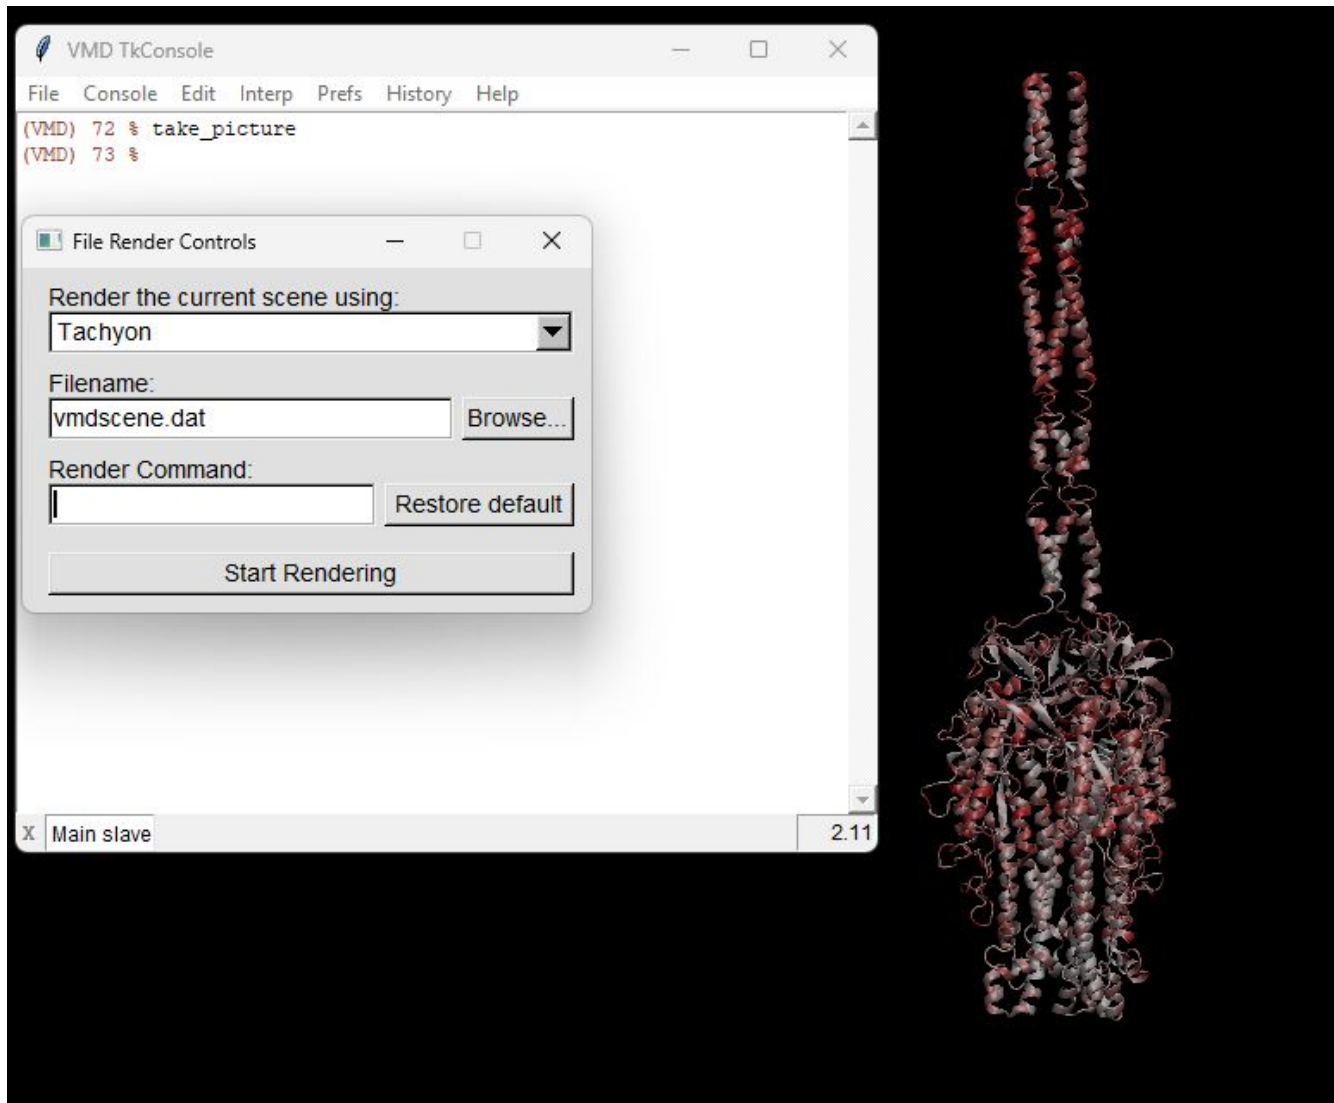 VMD TkConsole
File Console Edit Interp Prefs History Help
(VMD) 72 % take_picture
(VMD) 73 %
File Render Controls
Render the current scene using:
Tachyon
Filename:
vmdscene.dat Browse...
Render Command:
Restore default
Start Rendering
X Main slave 2.11